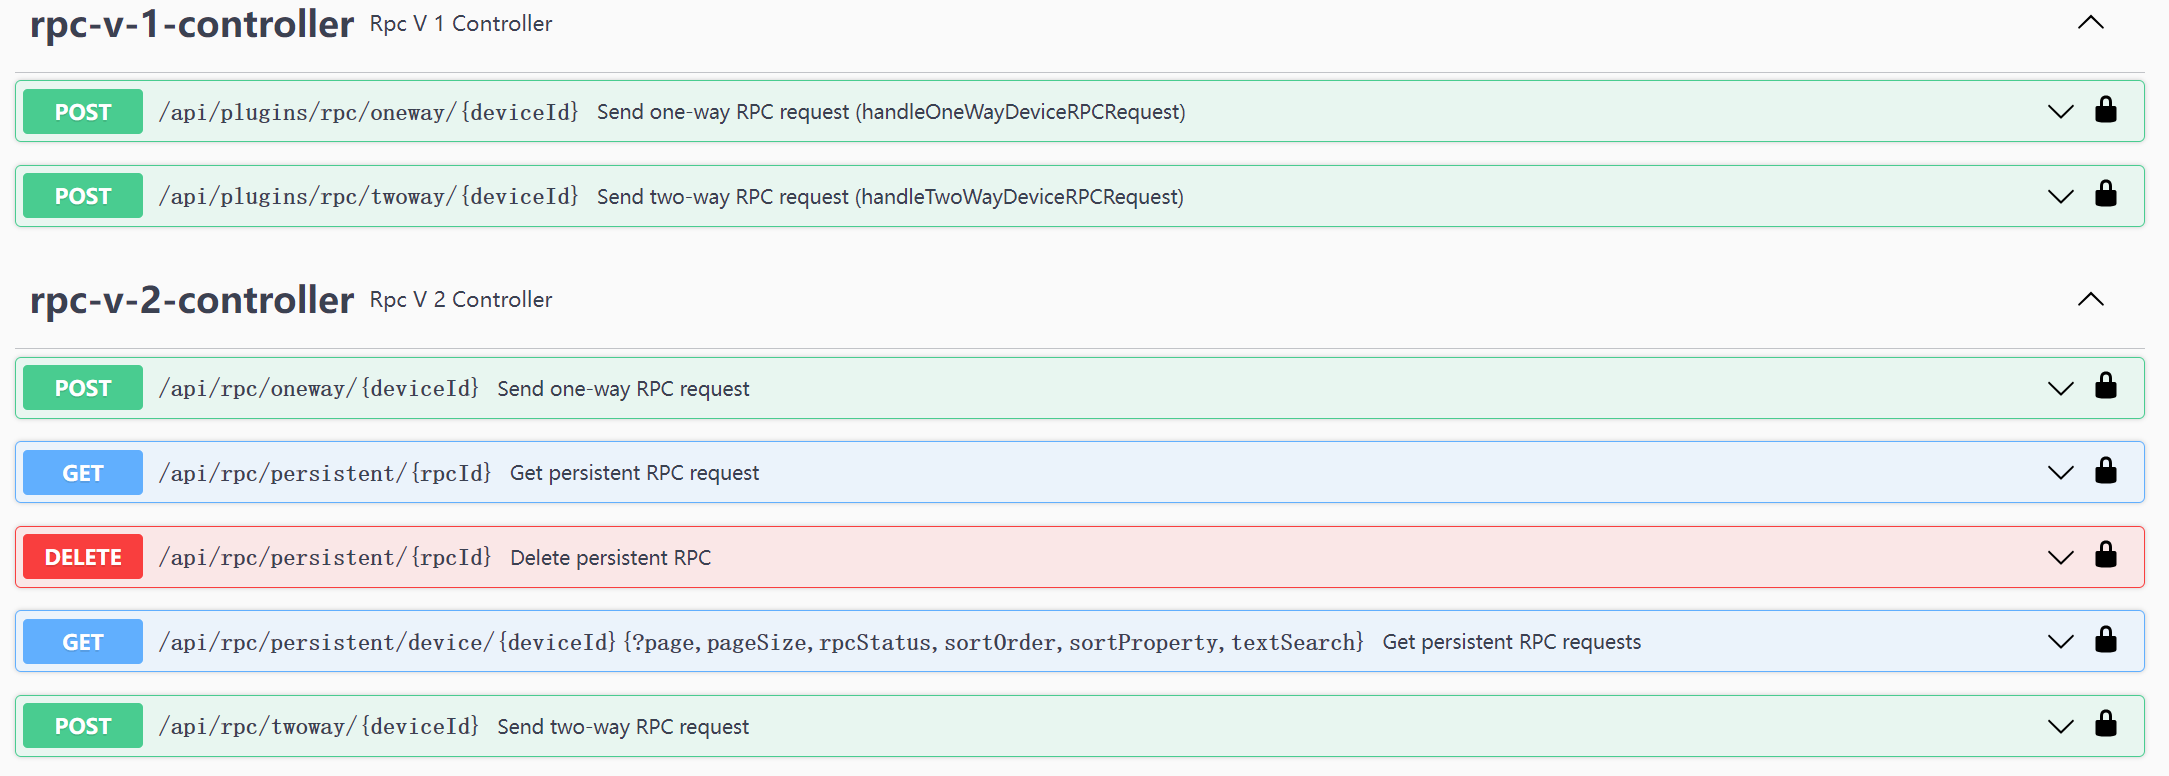 rpc-v-1-controller Rpc V 1 Controller
POST /api/plugins/rpc/oneway/{deviceId} Send one-way RPC request (handleOneWayDeviceRPCRequest)
POST /api/plugins/rpc/twoway/{deviceId} Send two-way RPC request (handleTwoWayDeviceRPCRequest)
rpc-v-2-controller Rpc V 2 Controller
POST /api/rpc/oneway/{deviceId} Send one-way RPC request
GET /api/rpc/persistent/{rpcId} Get persistent RPC request
DELETE /api/rpc/persistent/{rpcId} Delete persistent RPC
GET /api/rpc/persistent/device/{deviceId}{?page,pageSize,rpcStatus,sortOrder,sortProperty,textSearch} Get persistent RPC requests
POST /api/rpc/twoway/{deviceId} Send two-way RPC request